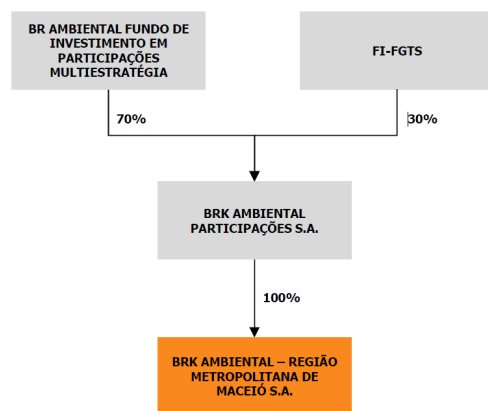 BR AMBIENTAL FUNDO DE
INVESTIMENTO EM
PARTICIPAÇÕES
MULTIESTRATÉGIA
FI-FGTS
70%
30%
BRK AMBIENTAL
PARTICIPAÇÕES S.A.
100%
BRK AMBIENTAL – REGIÃO
METROPOLITANA DE
MACEIÓ S.A.